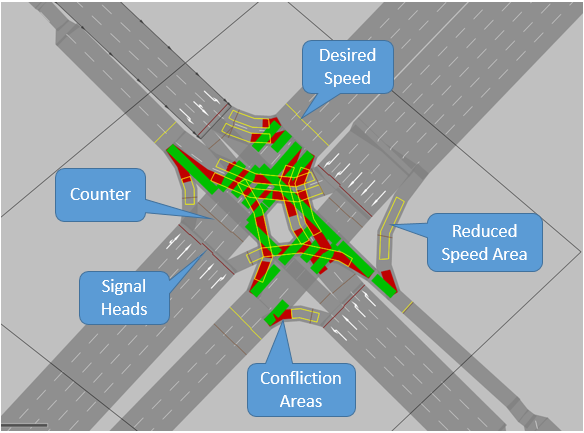 Desired
Speed
Counter
Reduced
Speed Area
Signal
Heads
Confliction
Areas